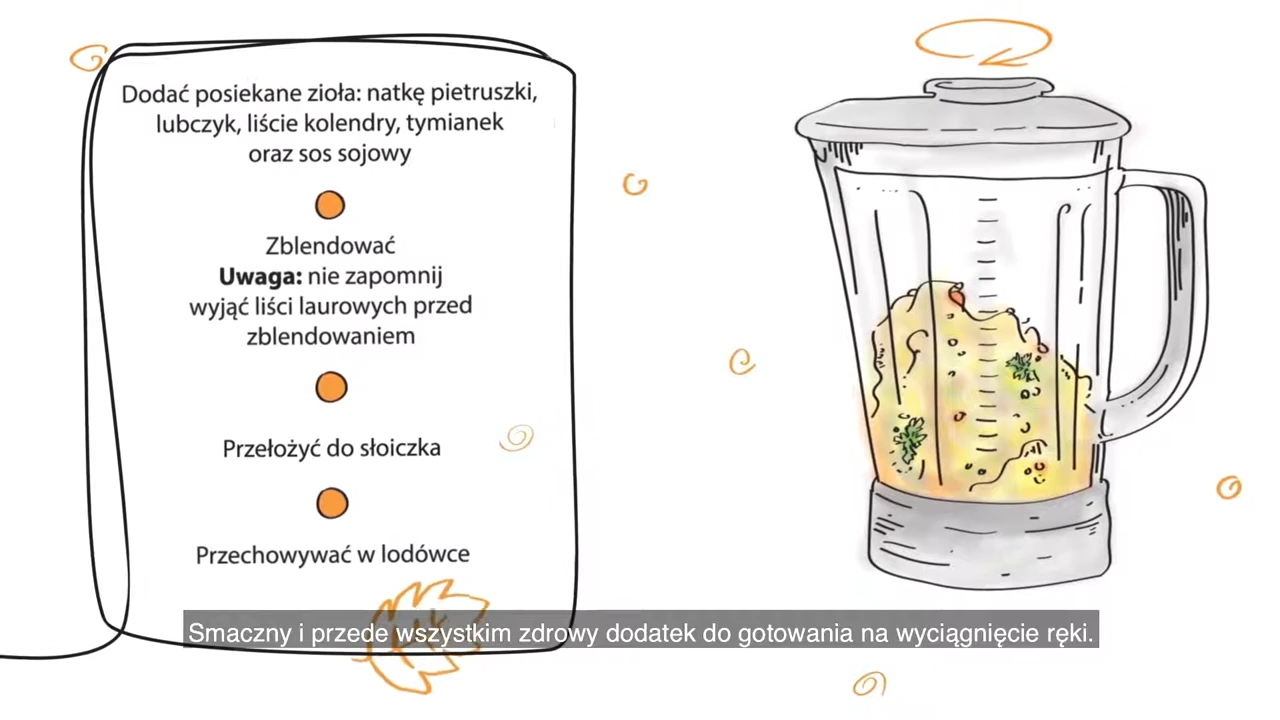 Dodać posiekane zioła: natkę pietruszki,
lubczyk, liście kolendry, tymianek
oraz sos sojowy
Zblendować
Uwaga: nie zapomnij
wyjąć liści laurowych przed
zblendowaniem
Przełożyć do słoiczka
Przechowywać w lodówce
Smaczny i przede wszystkim zdrowy dodatek do gotowania na wyciągnięcie ręki.